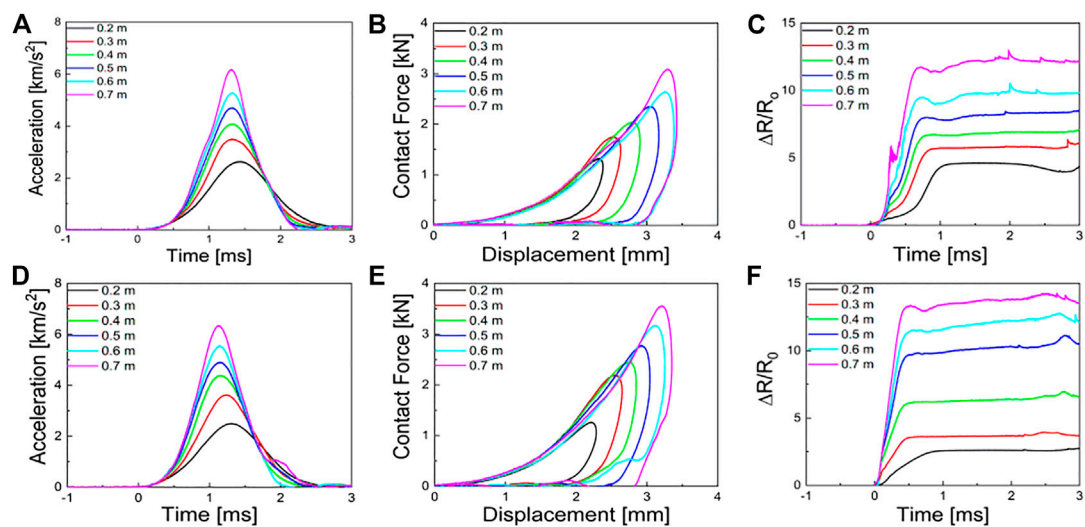 A
Acceleration [km/s²]
8
6
4
2
0
0.2 m
0.3 m
0.4 m
0.5 m
0.6 m
0.7 m
-1 0 1 2 3
Time [ms]
B
Contact Force [kN]
4
3
2
1
0
0.2 m
0.3 m
0.4 m
0.5 m
0.6 m
0.7 m
0 1 2 3 4
Displacement [mm]
C
ΔR/R₀
15
10
5
0
0.2 m
0.3 m
0.4 m
0.5 m
0.6 m
0.7 m
-1 0 1 2 3
Time [ms]
D
Acceleration [km/s²]
8
6
4
2
0
0.2 m
0.3 m
0.4 m
0.5 m
0.6 m
0.7 m
-1 0 1 2 3
Time [ms]
E
Contact Force [kN]
4
3
2
1
0
0.2 m
0.3 m
0.4 m
0.5 m
0.6 m
0.7 m
0 1 2 3 4
Displacement [mm]
F
ΔR/R₀
15
10
5
0
0.2 m
0.3 m
0.4 m
0.5 m
0.6 m
0.7 m
-1 0 1 2 3
Time [ms]